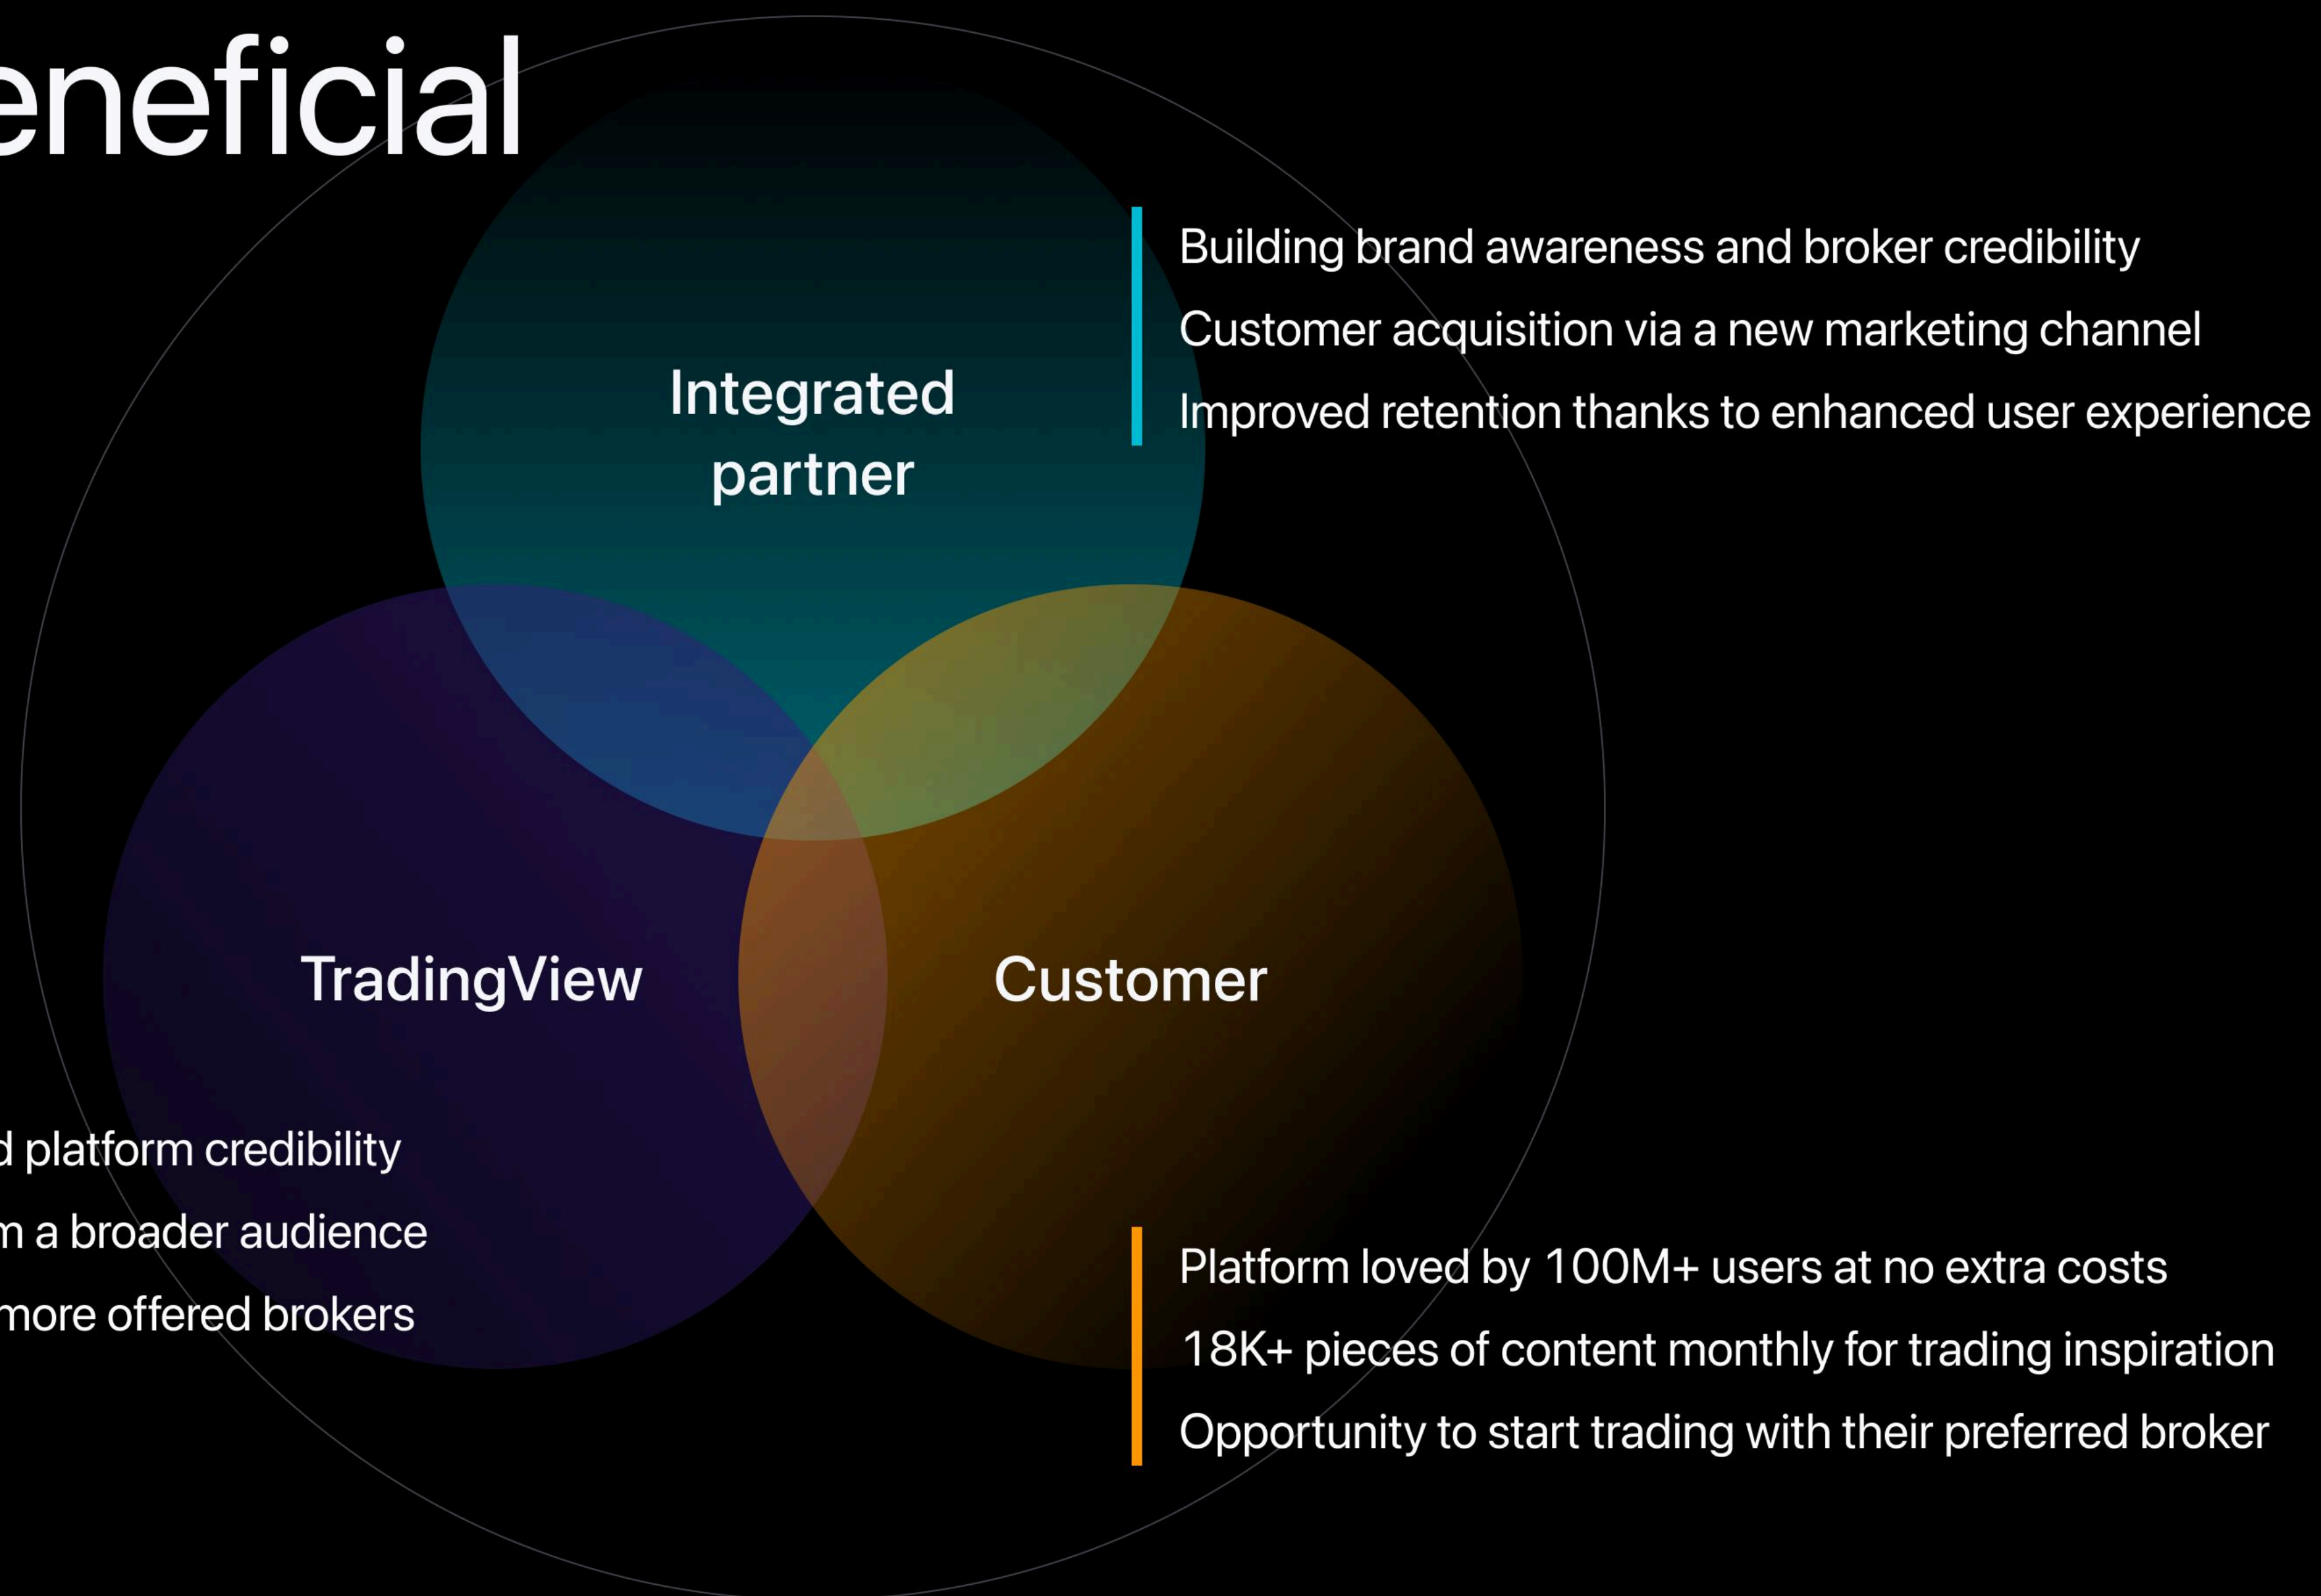 eneficial
Building brand awareness and broker credibility
Customer acquisition via a new marketing channel
Improved retention thanks to enhanced user experience
Integrated
partner
TradingView
Customer
platform credibility
a broader audience
more offered brokers
Platform loved by 100M+ users at no extra costs
18K+ pieces of content monthly for trading inspiration
Opportunity to start trading with their preferred broker